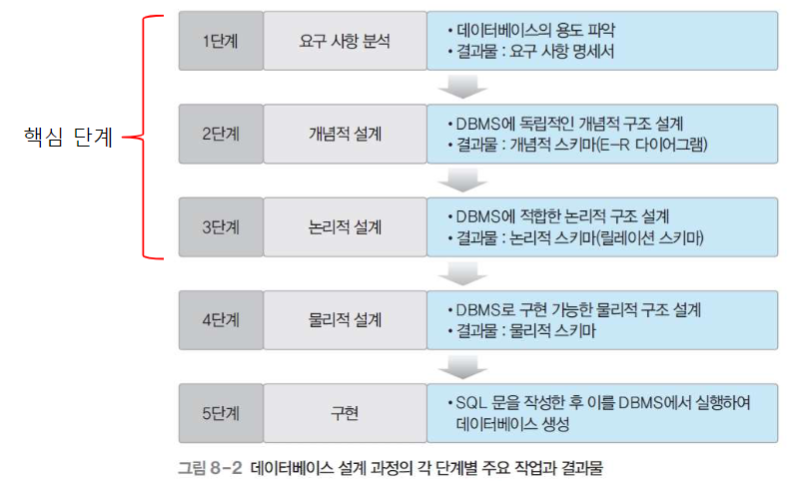 핵심 단계
1단계
요구 사항 분석
• 데이터베이스의 용도 파악
• 결과물 : 요구 사항 명세서
2단계
개념적 설계
• DBMS에 독립적인 개념적 구조 설계
• 결과물 : 개념적 스키마(E-R 다이어그램)
3단계
논리적 설계
• DBMS에 적합한 논리적 구조 설계
• 결과물 : 논리적 스키마(릴레이션 스키마)
4단계
물리적 설계
• DBMS로 구현 가능한 물리적 구조 설계
• 결과물 : 물리적 스키마
5단계
구현
• SQL 문을 작성한 후 이를 DBMS에서 실행하여
데이터베이스 생성
그림 8-2 데이터베이스 설계 과정의 각 단계별 주요 작업과 결과물